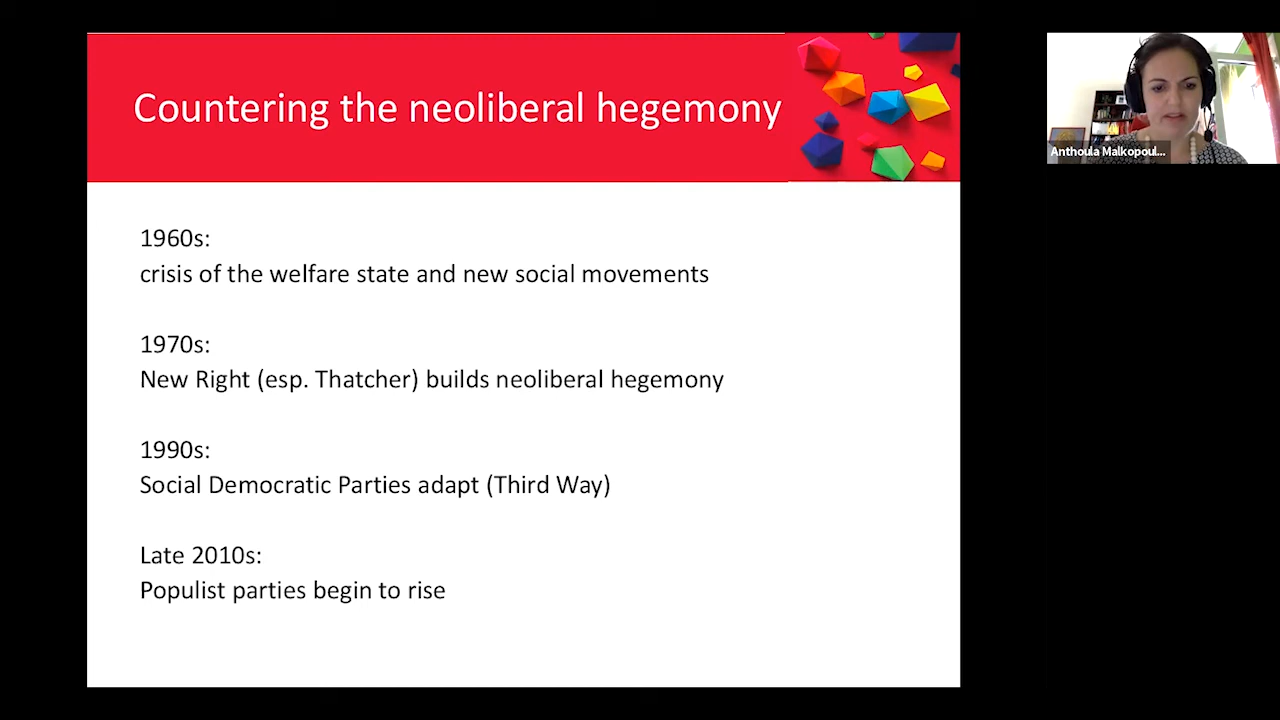 Countering the neoliberal hegemony
Anthoula Malkopoul...
1960s:
crisis of the welfare state and new social movements
1970s:
New Right (esp. Thatcher) builds neoliberal hegemony
1990s:
Social Democratic Parties adapt (Third Way)
Late 2010s:
Populist parties begin to rise